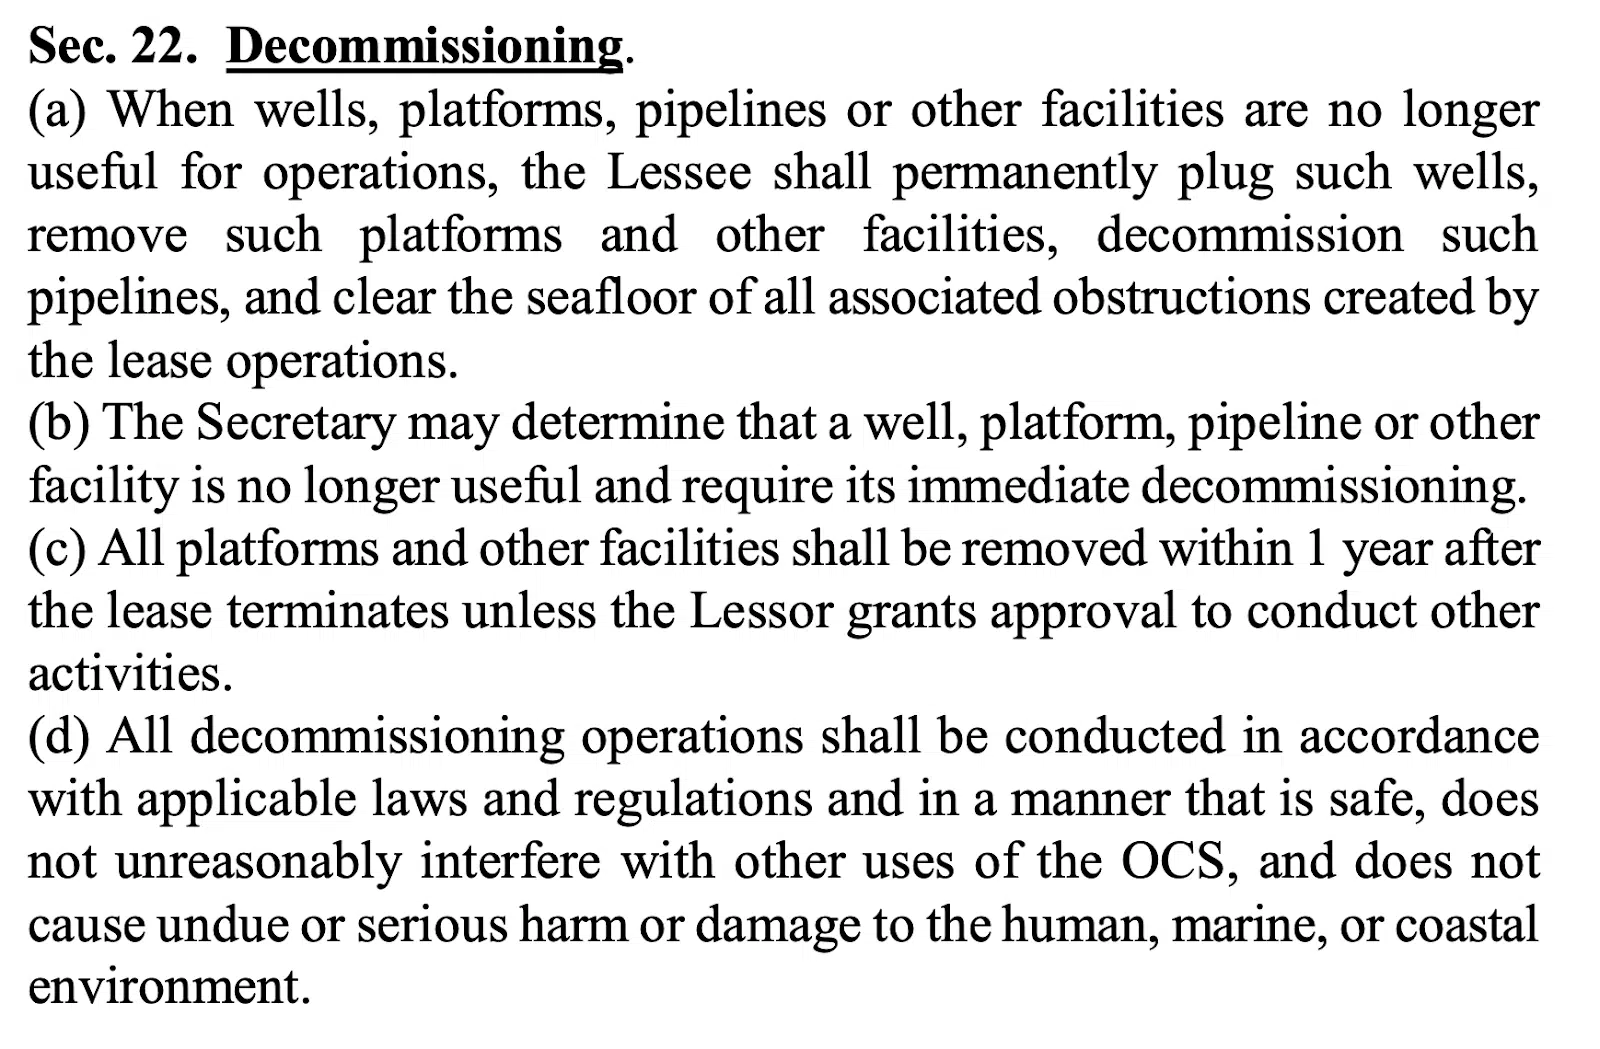 Sec. 22.  Decommissioning.
(a) When wells, platforms, pipelines or other facilities are no longer
useful for operations, the Lessee shall permanently plug such wells,
remove such platforms and other facilities, decommission such
pipelines, and clear the seafloor of all associated obstructions created by
the lease operations.
(b) The Secretary may determine that a well, platform, pipeline or other
facility is no longer useful and require its immediate decommissioning.
(c) All platforms and other facilities shall be removed within 1 year after
the lease terminates unless the Lessor grants approval to conduct other
activities.
(d) All decommissioning operations shall be conducted in accordance
with applicable laws and regulations and in a manner that is safe, does
not unreasonably interfere with other uses of the OCS, and does not
cause undue or serious harm or damage to the human, marine, or coastal
environment.